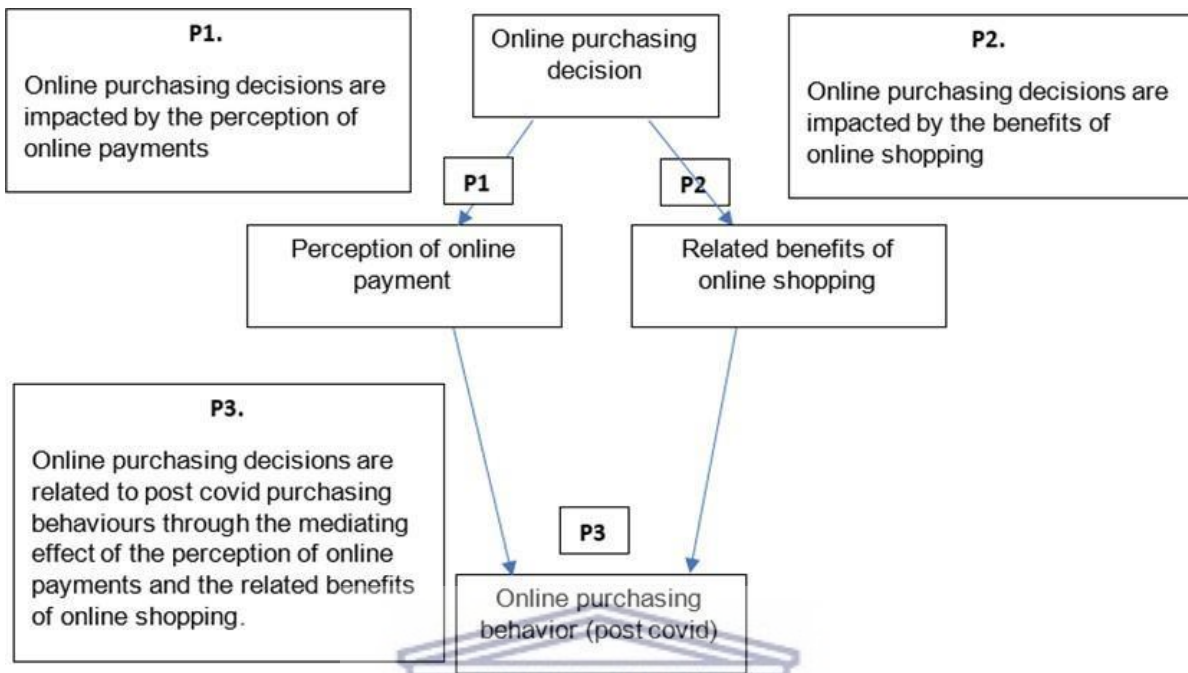 P1.
Online purchasing decisions are
impacted by the perception of
online payments
Online purchasing
decision
P2.
Online purchasing decisions are
impacted by the benefits of
online shopping
P1
P2
Perception of online
payment
Related benefits of
online shopping
P3.
Online purchasing decisions are
related to post covid purchasing
behaviours through the mediating
effect of the perception of online
payments and the related benefits
of online shopping.
P3
Online purchasing
behavior (post covid)